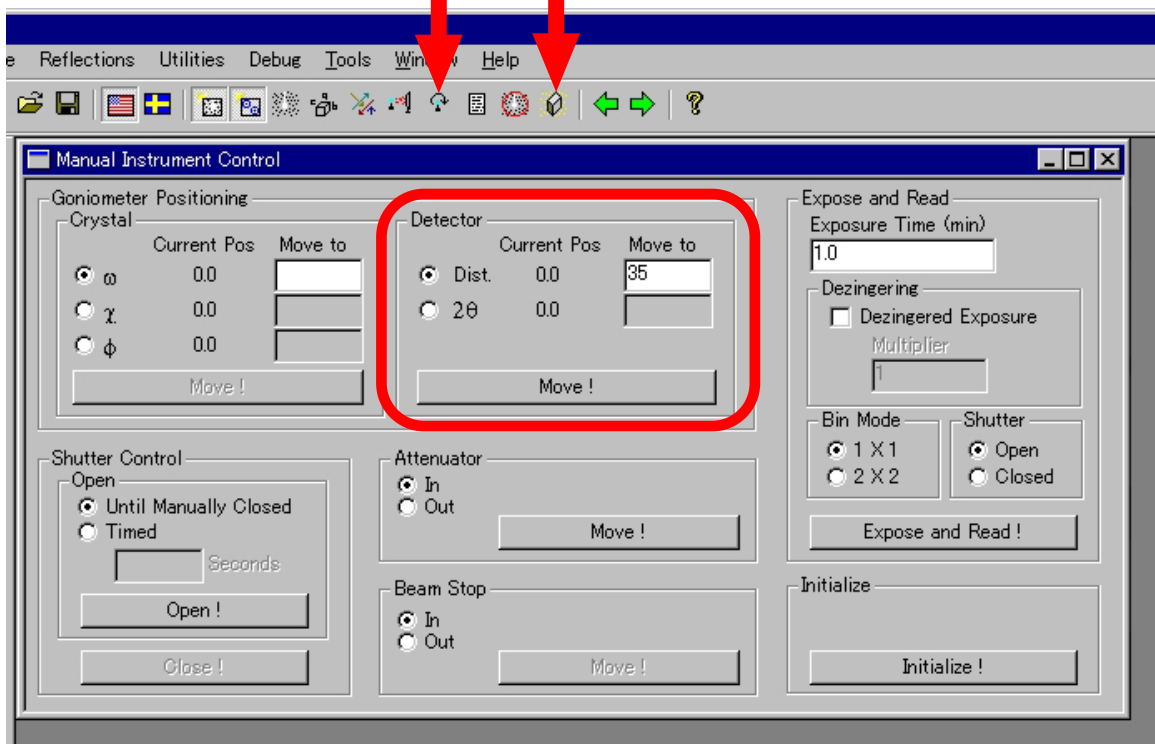 e Reflections Utilities Debug Tools Window Help
Manual Instrument Control
Goniometer Positioning
Crystal
Current Pos Move to
ω 0.0
χ 0.0
φ 0.0
Move !
Detector
Current Pos Move to
Dist. 0.0 35
2θ 0.0
Move !
Expose and Read
Exposure Time (min)
1.0
Dezingering
Dezingered Exposure
Multiplier
1
Bin Mode
1 X 1
2 X 2
Shutter
Open
Closed
Expose and Read !
Shutter Control
Open
Until Manually Closed
Timed
Seconds
Open !
Close !
Attenuator
In
Out
Move !
Beam Stop
In
Out
Move !
Initialize
Initialize !